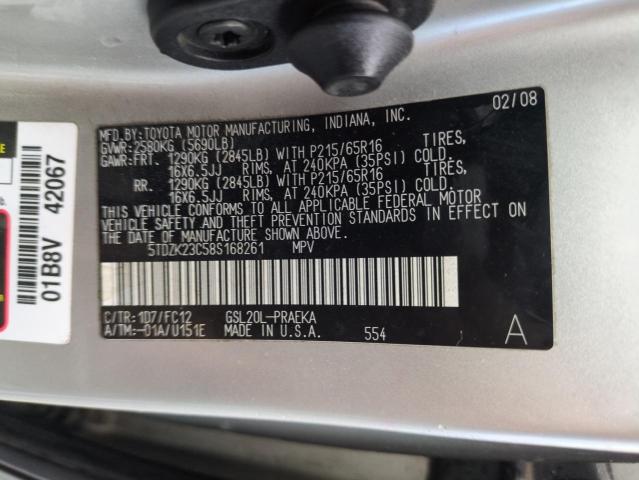 02/08
MFD.BY:TOYOTA MOTOR MANUFACTURING, INDIANA, INC.
GVWR:2580KG (5690LB)
GAWR:FRT. 1290KG (2845LB) WITH P215/65R16 TIRES,
16X6.5JJ RIMS, AT 240KPA (35PSI) COLD.
RR. 1290KG (2845LB) WITH P215/65R16 TIRES,
16X6.5JJ RIMS, AT 240KPA (35PSI) COLD.
THIS VEHICLE CONFORMS TO ALL APPLICABLE FEDERAL MOTOR
VEHICLE SAFETY AND THEFT PREVENTION STANDARDS IN EFFECT
ON THE DATE OF MANUFACTURE SHOWN ABOVE.
5TDZK23C58S168261 MPV
C/TR:1D7/FC12 GSL20L-PRAEKA
A/TM:-01A/U151E MADE IN U.S.A. 554 A
01B8V 42067